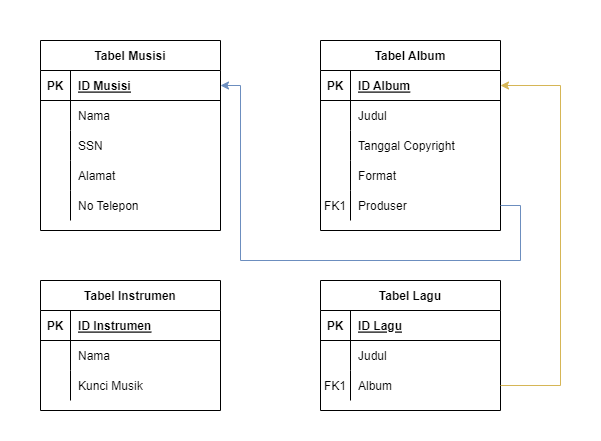 Tabel Musisi
PK ID Musisi
Nama
SSN
Alamat
No Telepon
Tabel Album
PK ID Album
Judul
Tanggal Copyright
Format
FK1 Produser
Tabel Instrumen
PK ID Instrumen
Nama
Kunci Musik
Tabel Lagu
PK ID Lagu
Judul
FK1 Album